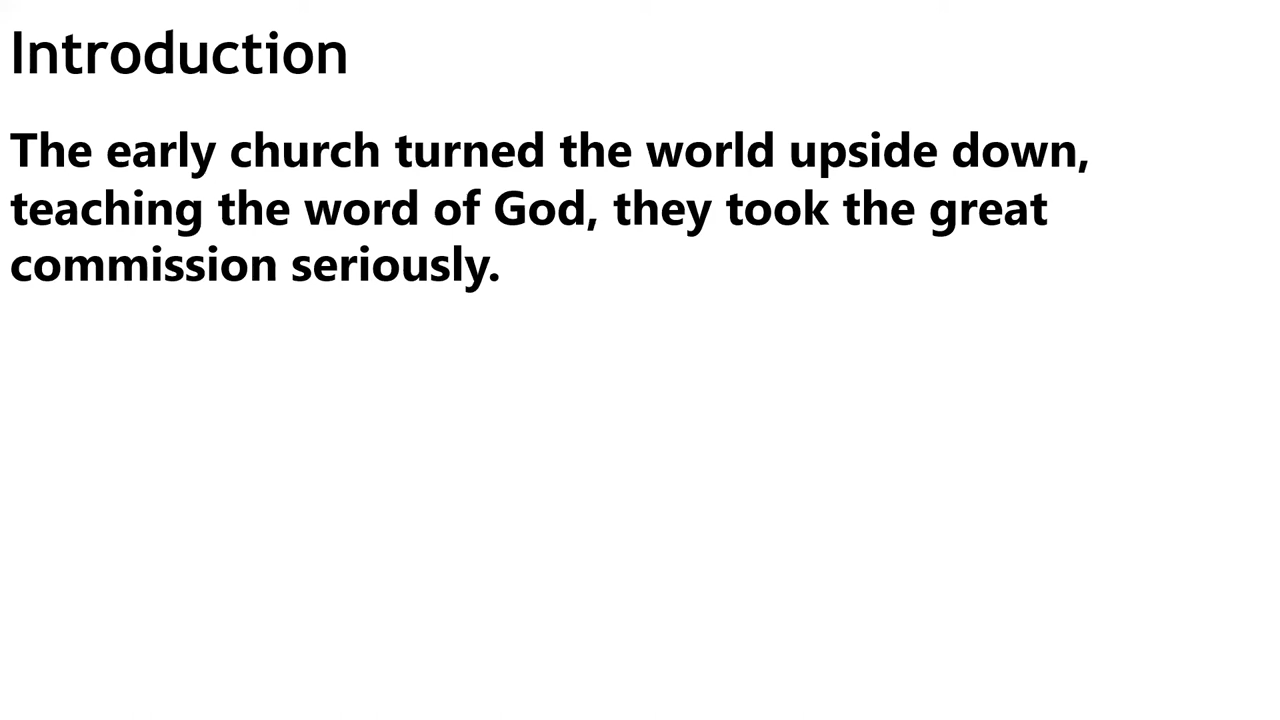 Introduction
The early church turned the world upside down,
teaching the word of God, they took the great
commission seriously.